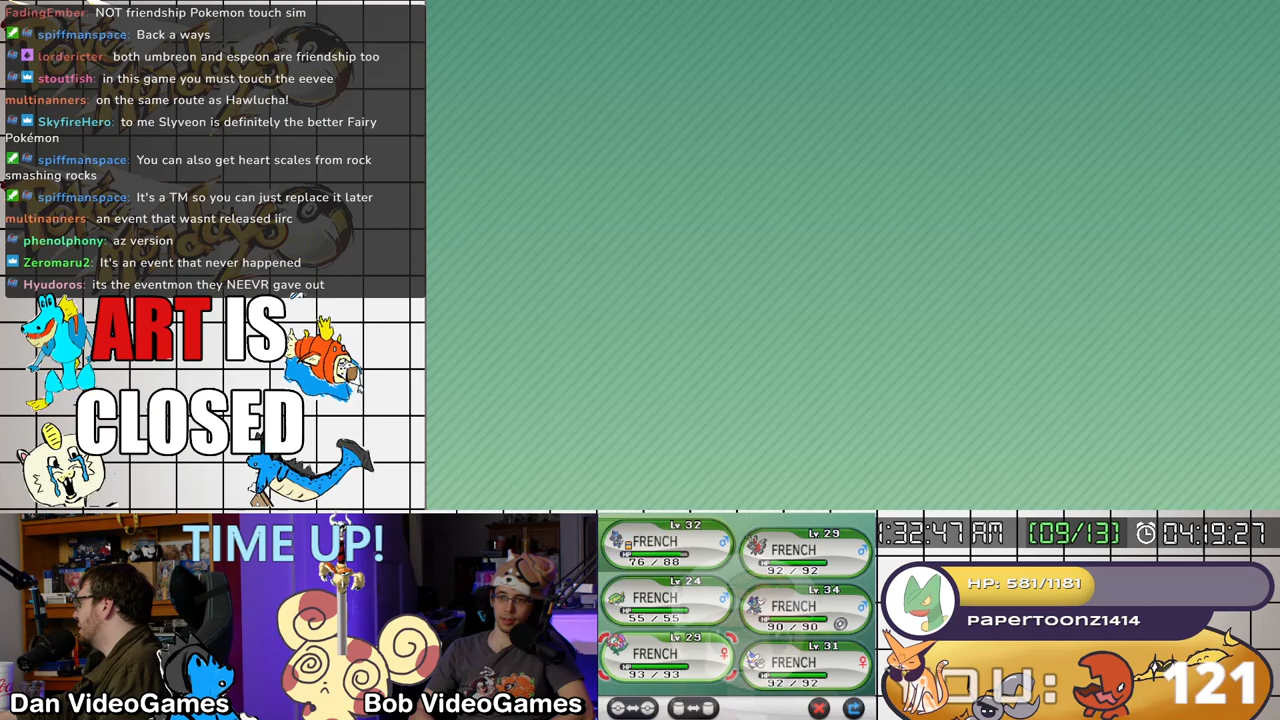 FadingEmber: NOT friendship Pokemon touch sim
spiffmanspace: Back a ways
lordericter: both umbreon and espeon are friendship too
stoutfish: in this game you must touch the eevee
multinanners: on the same route as Hawlucha!
SkyfireHero: to me Slyveon is definitely the better Fairy
Pokémon
spiffmanspace: You can also get heart scales from rock
smashing rocks
spiffmanspace: It's a TM so you can just replace it later
multinanners: an event that wasnt released iirc
phenolphony: az version
Zeromaru2: It's an event that never happened
Hyudoros: its the eventmon they NEEVR gave out
ART IS
CLOSED
TIME UP!
Dan VideoGames
Bob VideoGames
Lv.32
FRENCH
HP
76 / 88
Lv.29
FRENCH
HP
92 / 92
Lv.24
FRENCH
HP
55 / 55
Lv.34
FRENCH
HP
90 / 90
Lv.29
FRENCH
HP
93 / 93
Lv.31
FRENCH
HP
92 / 92
:32:47 AM [09/13] 04:19:27
HP: 581/1181
PAPERTOONZ1414
121